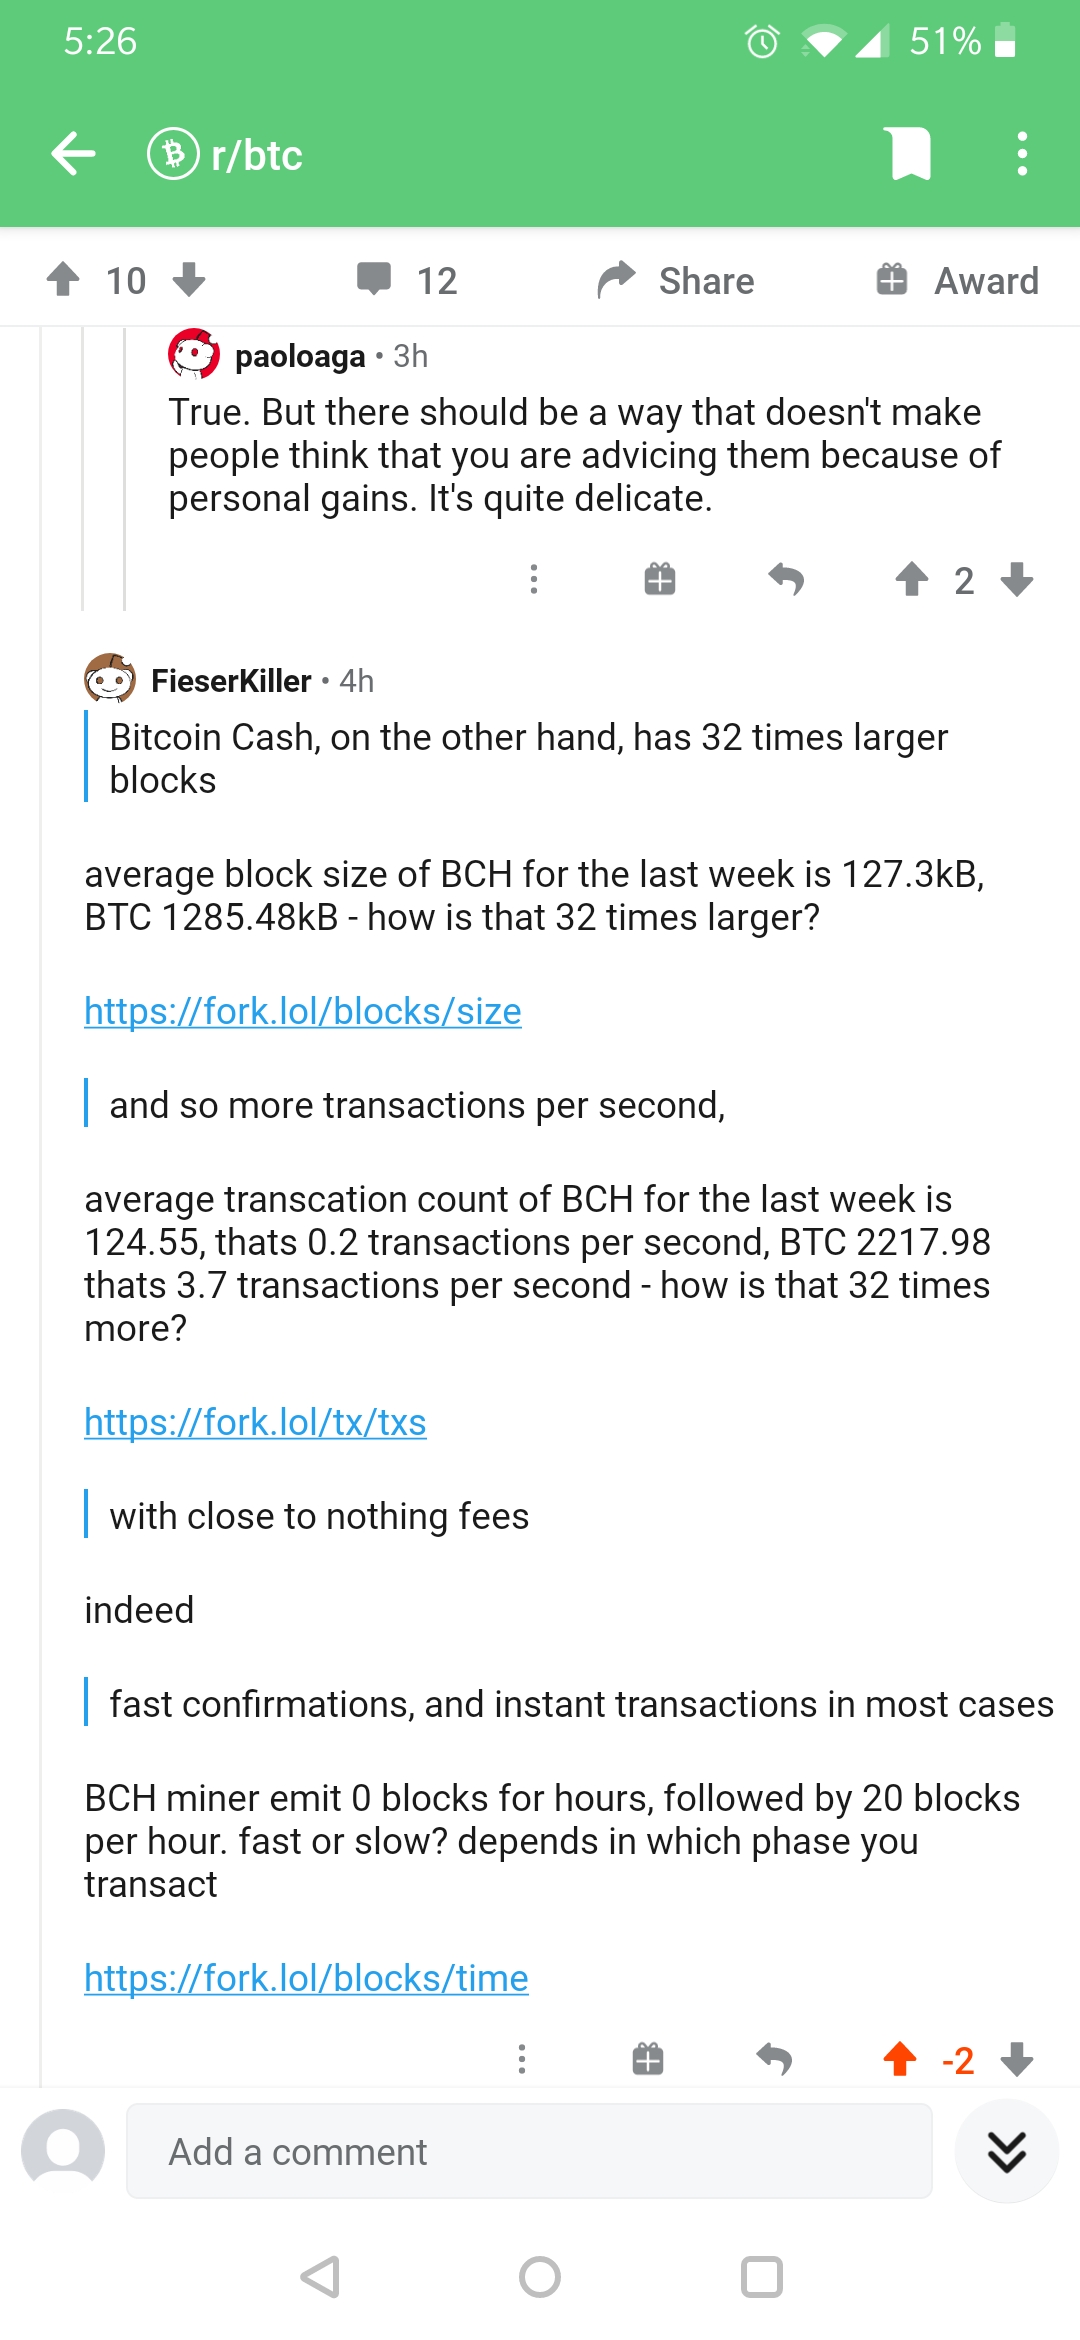 5:26
51%
r/btc
10
12
Share
Award
paoloaga • 3h
True. But there should be a way that doesn't make
people think that you are advicing them because of
personal gains. It's quite delicate.
2
FieserKiller • 4h
Bitcoin Cash, on the other hand, has 32 times larger
blocks
average block size of BCH for the last week is 127.3kB,
BTC 1285.48kB - how is that 32 times larger?
https://fork.lol/blocks/size
and so more transactions per second,
average transcation count of BCH for the last week is
124.55, thats 0.2 transactions per second, BTC 2217.98
thats 3.7 transactions per second - how is that 32 times
more?
https://fork.lol/tx/txs
with close to nothing fees
indeed
fast confirmations, and instant transactions in most cases
BCH miner emit 0 blocks for hours, followed by 20 blocks
per hour. fast or slow? depends in which phase you
transact
https://fork.lol/blocks/time
-2
Add a comment